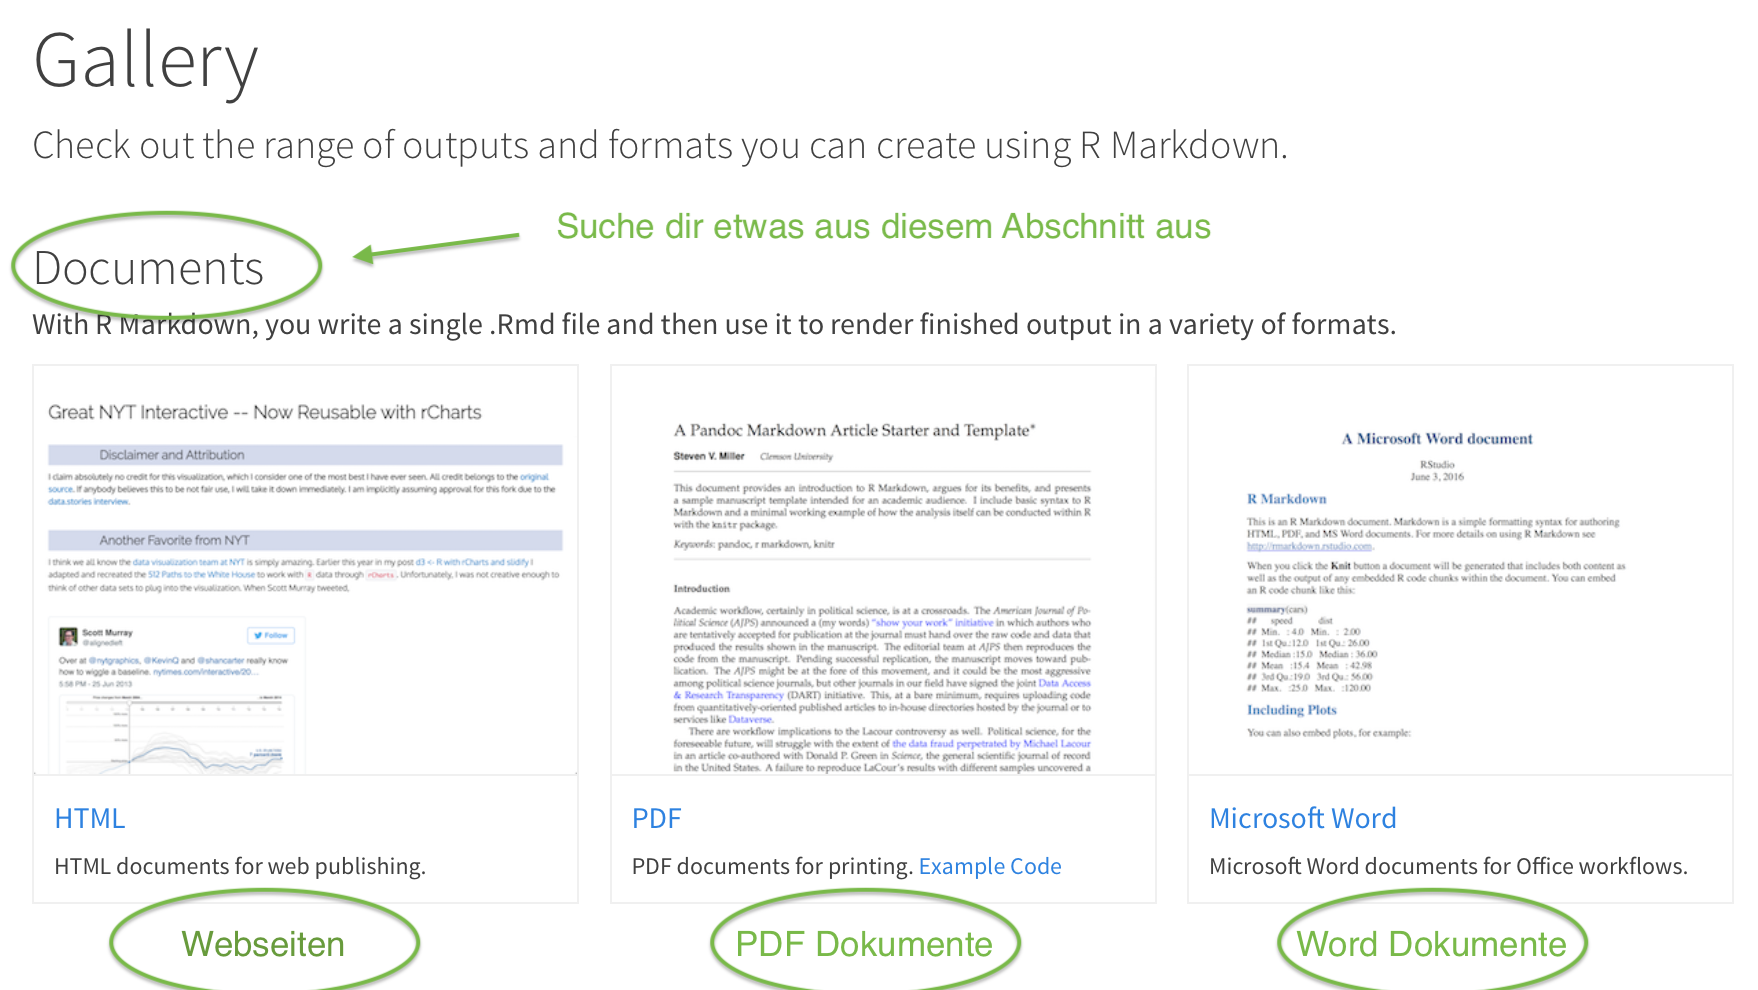 Gallery
Check out the range of outputs and formats you can create using R Markdown.
Suche dir etwas aus diesem Abschnitt aus
Documents
With R Markdown, you write a single .Rmd file and then use it to render finished output in a variety of formats.
Great NYT Interactive -- Now Reusable with rCharts
Disclaimer and Attribution
I claim absolutely no credit for this visualization, which I consider one of the most best I have ever seen. All credit belongs to the original
source. If anybody believes this to be not fair use, I will take it down immediately. I am implicitly assuming approval for this fork due to the
data.stories interview.
Another Favorite from NYT
I think we all know the data visualization team at NYT is simply amazing. Earlier this year in my post d3 <- R with rCharts and slidify I
adapted and recreated the 512 Paths to the White House to work with R data through rCharts. Unfortunately, I was not creative enough to
think of other data sets to plug into the visualization. When Scott Murray tweeted,
Scott Murray
@alignedleft
Follow
Over at @nytgraphics, @KevinQ and @shancarter really know
how to wiggle a baseline. nytimes.com/interactive/20...
5:58 PM - 25 Jun 2013
HTML
HTML documents for web publishing.
Webseiten
A Pandoc Markdown Article Starter and Template*
Steven V. Miller Clemson University
This document provides an introduction to R Markdown, argues for its benefits, and presents
a sample manuscript template intended for an academic audience. I include basic syntax to R
Markdown and a minimal working example of how the analysis itself can be conducted within R
with the knitr package.
Keywords: pandoc, r markdown, knitr
Introduction
Academic workflow, certainly in political science, is at a crossroads. The American Journal of Po-
litical Science (AJPS) announced a (my words) "show your work" initiative in which authors who
are tentatively accepted for publication at the journal must hand over the raw code and data that
produced the results shown in the manuscript. The editorial team at AJPS then reproduces the
code from the manuscript. Pending successful replication, the manuscript moves toward pub-
lication. The AJPS might be at the fore of this movement, and it could be the most aggressive
among political science journals, but other journals in our field have signed the joint Data Access
& Research Transparency (DART) initiative. This, at a bare minimum, requires uploading code
from quantitatively-oriented published articles to in-house directories hosted by the journal or to
services like Dataverse.
There are workflow implications to the Lacour controversy as well. Political science, for the
foreseeable future, will struggle with the extent of the data fraud perpetrated by Michael Lacour
in an article co-authored with Donald P. Green in Science, the general scientific journal of record
in the United States. A failure to reproduce LaCour's results with different samples uncovered a
PDF
PDF documents for printing. Example Code
PDF Dokumente
A Microsoft Word document
RStudio
June 3, 2016
R Markdown
This is an R Markdown document. Markdown is a simple formatting syntax for authoring
HTML, PDF, and MS Word documents. For more details on using R Markdown see
http://rmarkdown.rstudio.com.
When you click the Knit button a document will be generated that includes both content as
well as the output of any embedded R code chunks within the document. You can embed
an R code chunk like this:
summary(cars)
## speed dist
## Min. : 4.0 Min. : 2.00
## 1st Qu.:12.0 1st Qu.: 26.00
## Median :15.0 Median : 36.00
## Mean :15.4 Mean : 42.98
## 3rd Qu.:19.0 3rd Qu.: 56.00
## Max. :25.0 Max. :120.00
Including Plots
You can also embed plots, for example:
Microsoft Word
Microsoft Word documents for Office workflows.
Word Dokumente